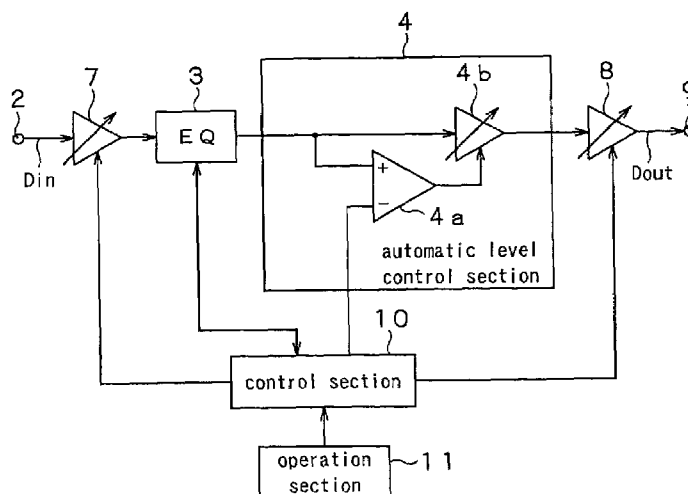 4
7
3
4b
8
9
2
EQ
Din
+
−
4a
Dout
automatic level
control section
10
control section
operation
section
11